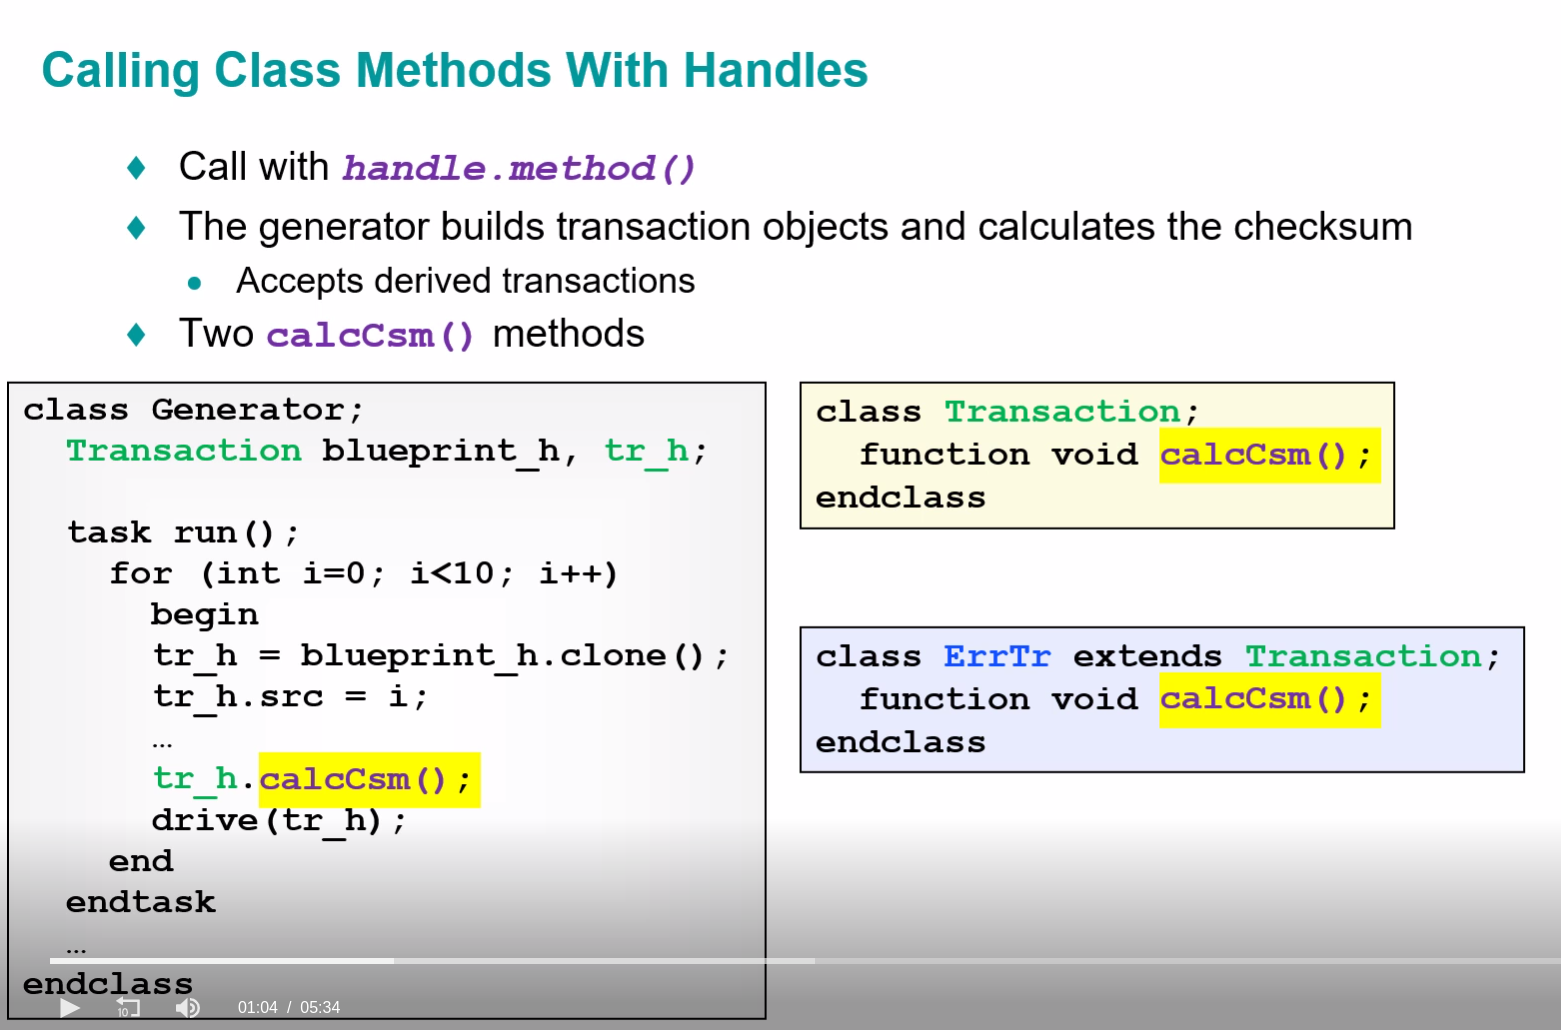 Calling Class Methods With Handles
♦ Call with handle.method()
♦ The generator builds transaction objects and calculates the checksum
• Accepts derived transactions
♦ Two calcCsm() methods
class Generator;
  Transaction blueprint_h, tr_h;
  task run();
    for (int i=0; i<10; i++)
      begin
      tr_h = blueprint_h.clone();
      tr_h.src = i;
      …
      tr_h.calcCsm();
      drive(tr_h);
    end
  endtask
  …
endclass
class Transaction;
  function void calcCsm();
endclass
class ErrTr extends Transaction;
  function void calcCsm();
endclass
10
01:04 / 05:34